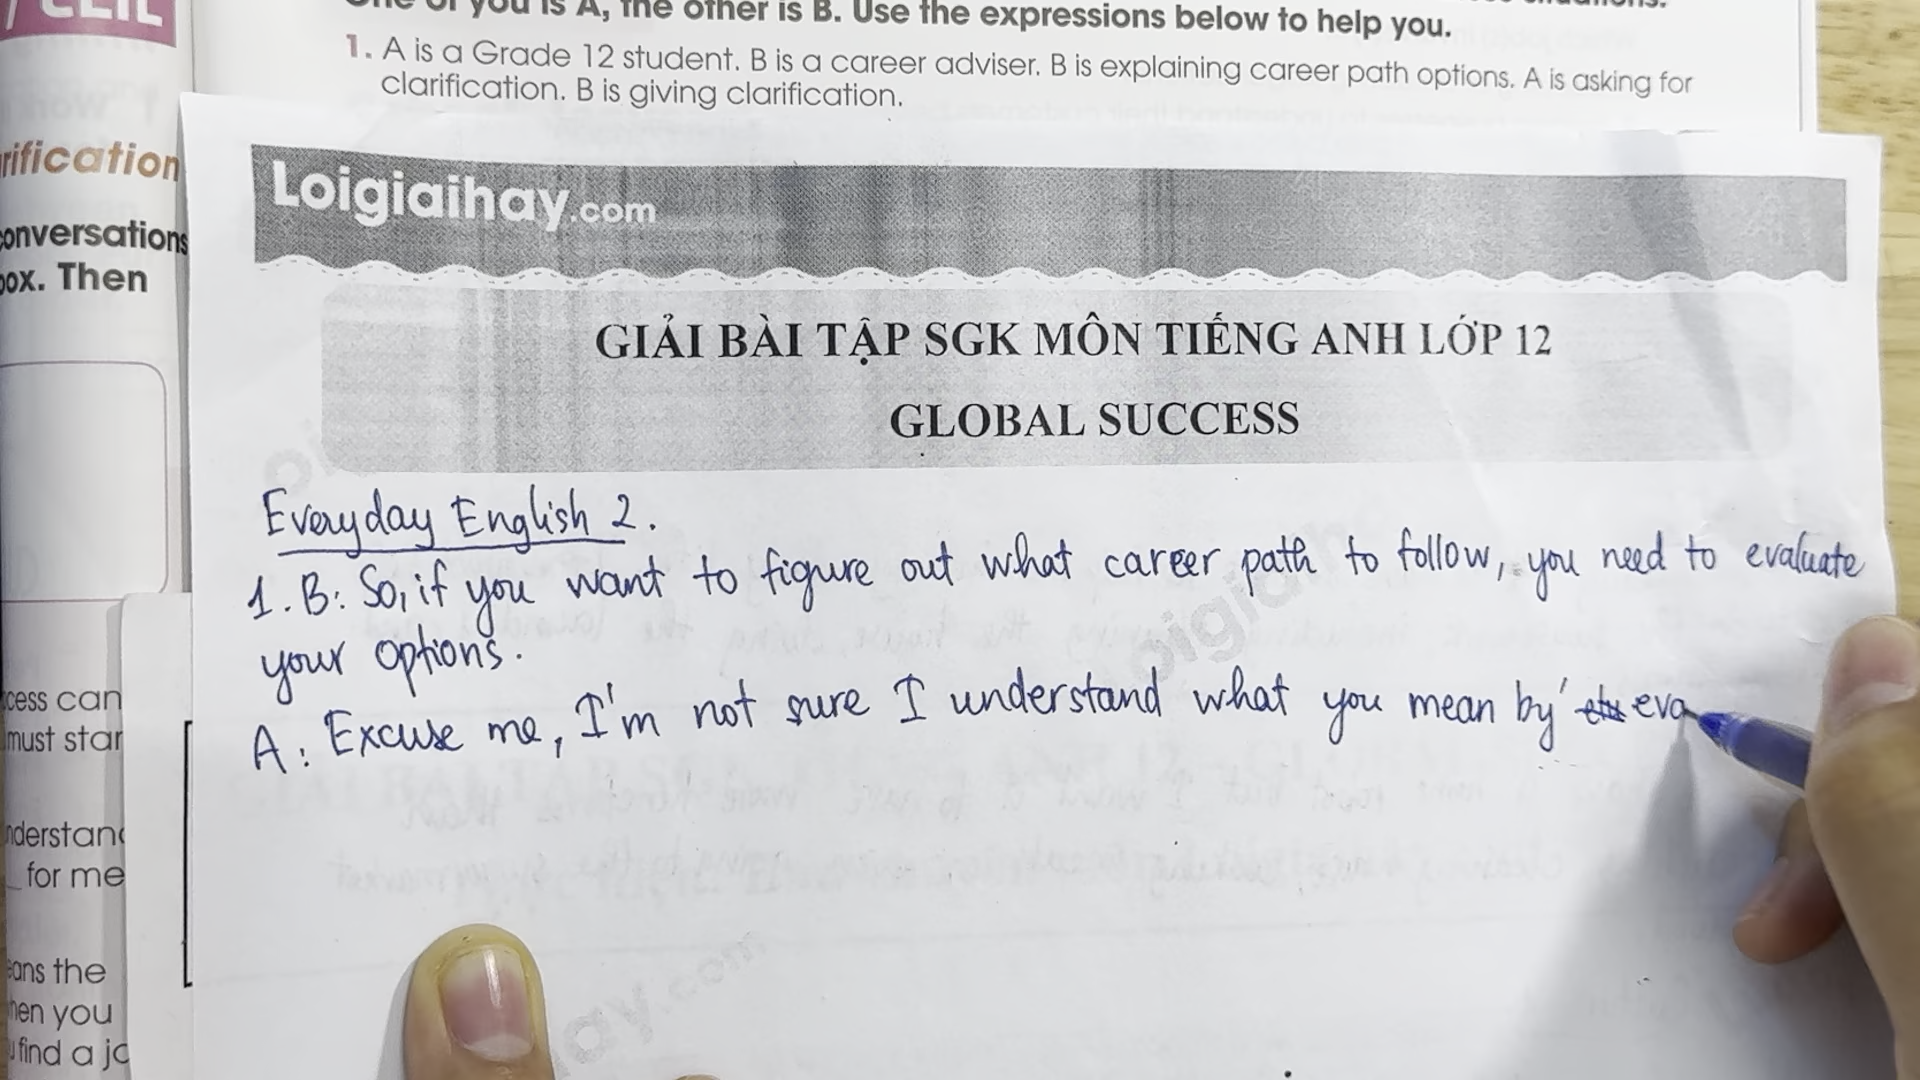 CLIL
you is A, the other is B. Use the expressions below to help you.
1. A is a Grade 12 student. B is a career adviser. B is explaining career path options. A is asking for
clarification. B is giving clarification.
rification
onversations
ox. Then
cess can
must star
nderstand
for me
ans the
hen you
find a jo
Loigiaihay.com
GIẢI BÀI TẬP SGK MÔN TIẾNG ANH LỚP 12
GLOBAL SUCCESS
Everyday English 2.
1. B: So, if you want to figure out what career path to follow, you need to evaluate
your options.
A: Excuse me, I'm not sure I understand what you mean by ' eva